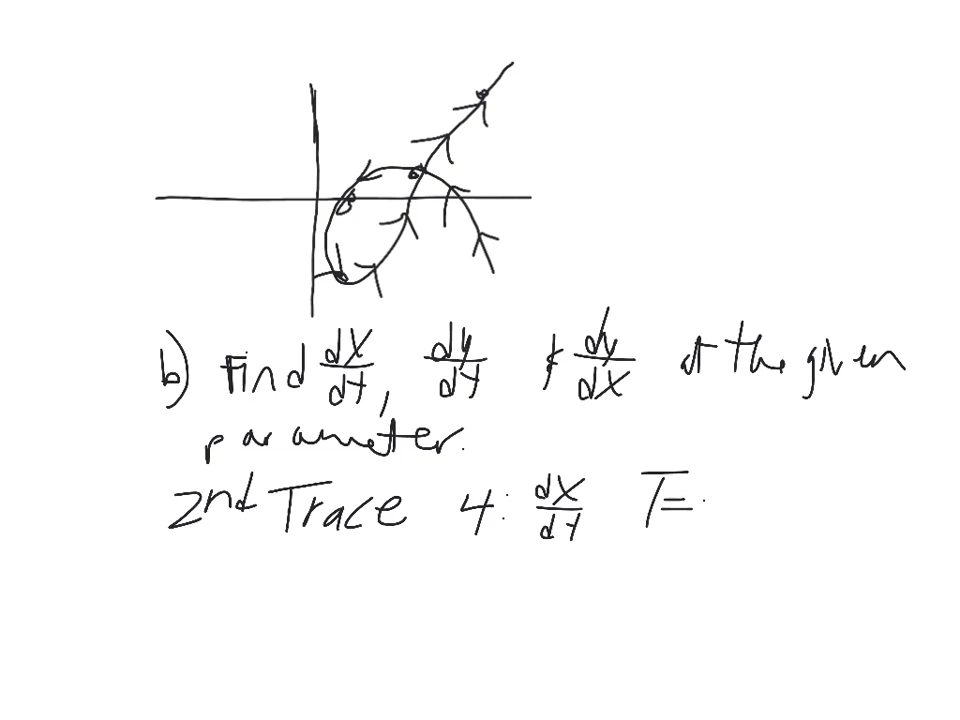 b) Find dx/dt, dy/dt & dy/dx at the given
parameter.
2nd Trace 4: dx/dt T=.